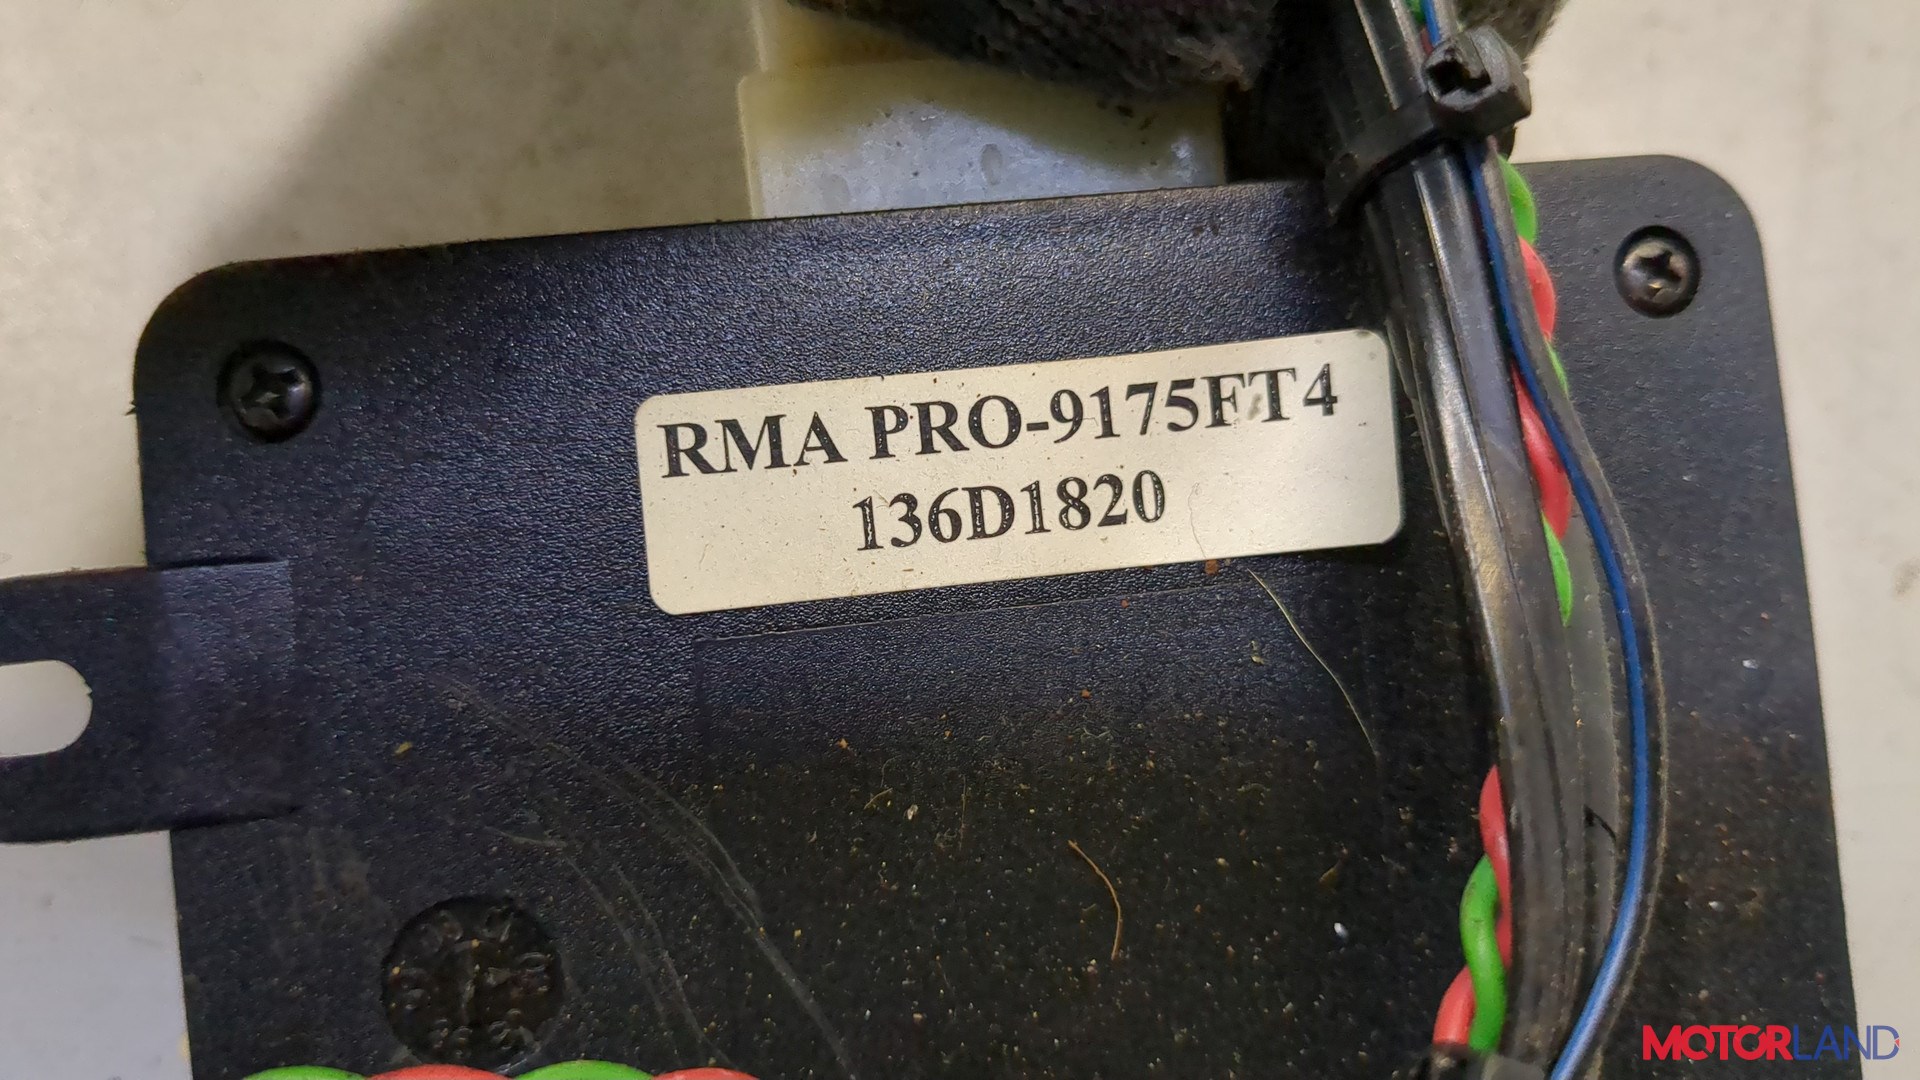 RMA PRO-9175FT4
136D1820
MOTORLAND